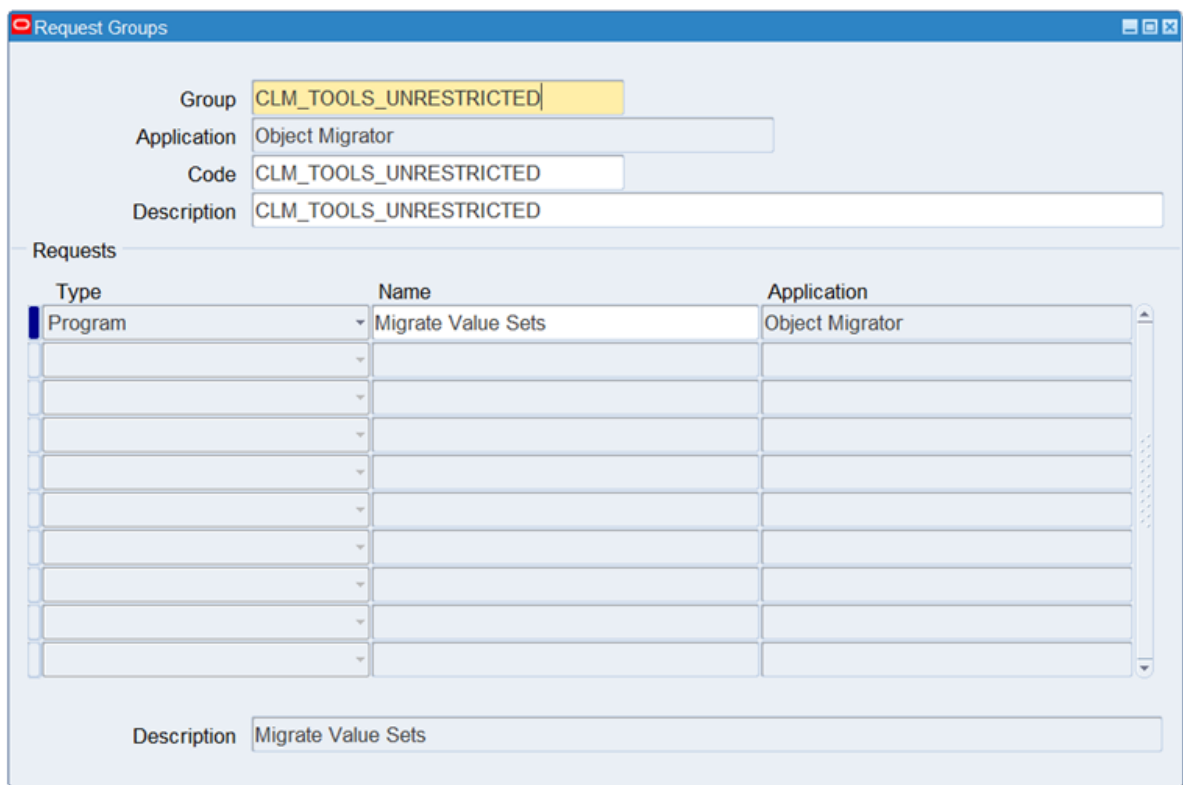 Request Groups
Group CLM_TOOLS_UNRESTRICTED
Application Object Migrator
Code CLM_TOOLS_UNRESTRICTED
Description CLM_TOOLS_UNRESTRICTED
Requests
Type Name Application
Program Migrate Value Sets Object Migrator
Description Migrate Value Sets